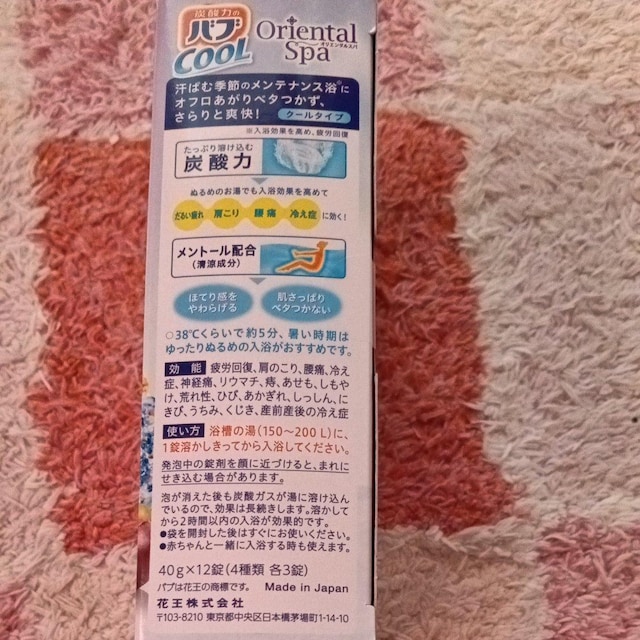 炭酸力の
バブ
COOL
Oriental
Spa
オリエンタルスパ
汗ばむ季節のメンテナンス浴※に
オフロあがりベタつかず、
さらりと爽快!
クールタイプ
※入浴効果を高め、疲労回復
たっぷり溶け込む
炭酸力
ぬるめのお湯でも入浴効果を高めて
だるい疲れ 肩こり 腰痛 冷え症 に効く!
メントール配合
(清涼成分)
ほてり感を
やわらげる
肌さっぱり
ベタつかない
○38℃くらいで約5分、暑い時期は
ゆったりぬるめの入浴がおすすめです。
効能 疲労回復、肩のこり、腰痛、冷え
症、神経痛、リウマチ、痔、あせも、しもや
け、荒れ性、ひび、あかぎれ、しっしん、に
きび、うちみ、くじき、産前産後の冷え症
使い方 浴槽の湯(150〜200L)に、
1錠溶かしきってから入浴してください。
発泡中の錠剤を顔に近づけると、まれに
せき込む場合があります。
泡が消えた後も炭酸ガスが湯に溶け込ん
でいるので、効果は長続きします。溶かして
から2時間以内の入浴が効果的です。
●袋を開封した後はすぐにお使いください。
●赤ちゃんと一緒に入浴する時も使えます。
40g×12錠(4種類 各3錠)
バブは花王の商標です。 Made in Japan
花王株式会社
〒103-8210 東京都中央区日本橋茅場町1-14-10